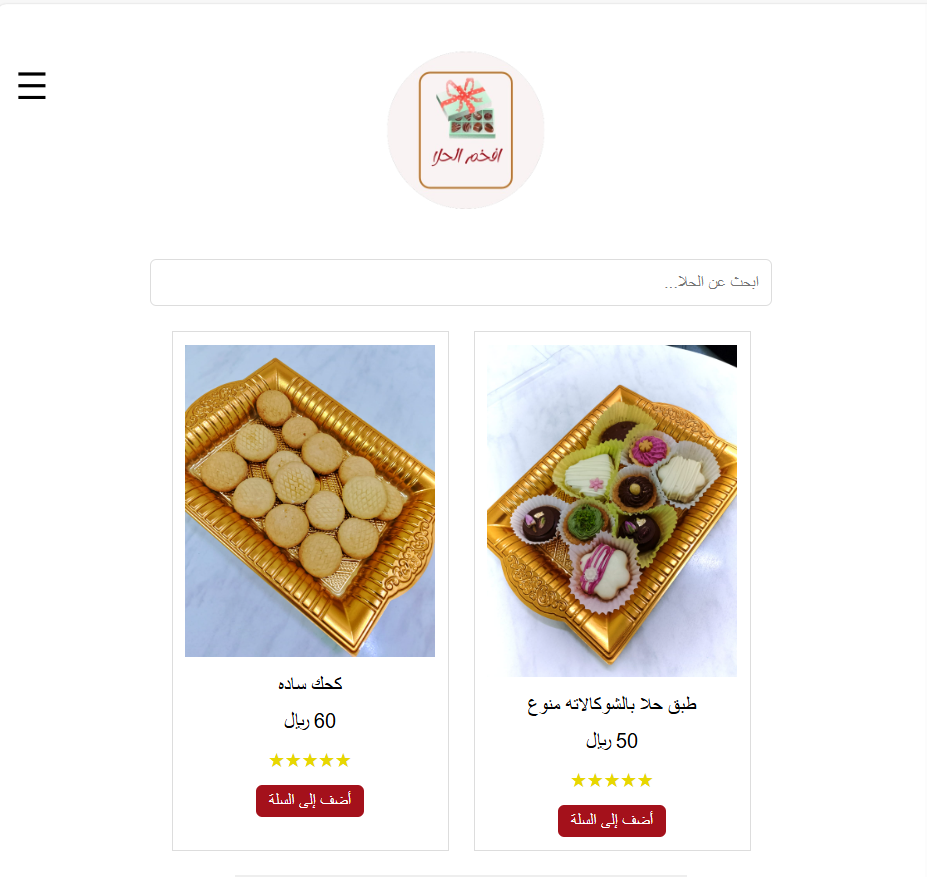 افخم الحلا
ابحث عن الحلا...
طبق حلا بالشوكالاته منوع
50 ريال
★★★★★
أضف إلى السلة
كحك ساده
60 ريال
★★★★★
أضف إلى السلة